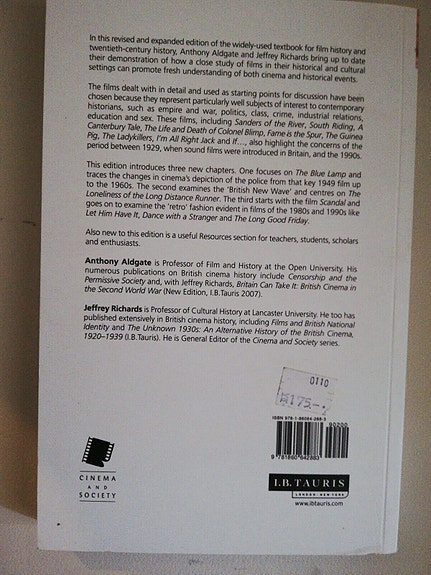 In this revised and expanded edition of the widely-used textbook for film history and
twentieth-century history, Anthony Aldgate and Jeffrey Richards bring up to date
their demonstration of how a close study of films in their historical and cultural
settings can promote fresh understanding of both cinema and historical events.
The films dealt with in detail and used as starting points for discussion have been
chosen because they represent particularly well subjects of interest to contemporary
historians, such as empire and war, politics, class, crime, industrial relations,
education and sex. These films, including Sanders of the River, South Riding, A
Canterbury Tale, The Life and Death of Colonel Blimp, Fame is the Spur, The Guinea
Pig, The Ladykillers, I'm All Right Jack and If...., also highlight the concerns of the
period between 1929, when sound films were introduced in Britain, and the 1990s.
This edition introduces three new chapters. One focuses on The Blue Lamp and
traces the changes in cinema's depiction of the police from that key 1949 film up
to the 1960s. The second examines the 'British New Wave' and centres on The
Loneliness of the Long Distance Runner. The third starts with the film Scandal and
goes on to examine the 'retro' fashion evident in films of the 1980s and 1990s like
Let Him Have It, Dance with a Stranger and The Long Good Friday.
Also new to this edition is a useful Resources section for teachers, students, scholars
and enthusiasts.
Anthony Aldgate is Professor of Film and History at the Open University. His
numerous publications on British cinema history include Censorship and the
Permissive Society and, with Jeffrey Richards, Britain Can Take It: British Cinema in
the Second World War (New Edition, I.B.Tauris 2007).
Jeffrey Richards is Professor of Cultural History at Lancaster University. He too has
published extensively in British cinema history, including Films and British National
Identity and The Unknown 1930s: An Alternative History of the British Cinema,
1920–1939 (I.B.Tauris). He is General Editor of the Cinema and Society series.
0110
175-
ISBN 978-1-86064-288-3
90200
9 781860 642883
CINEMA
AND
SOCIETY
I.B.TAURIS
LONDON · NEW YORK
www.ibtauris.com